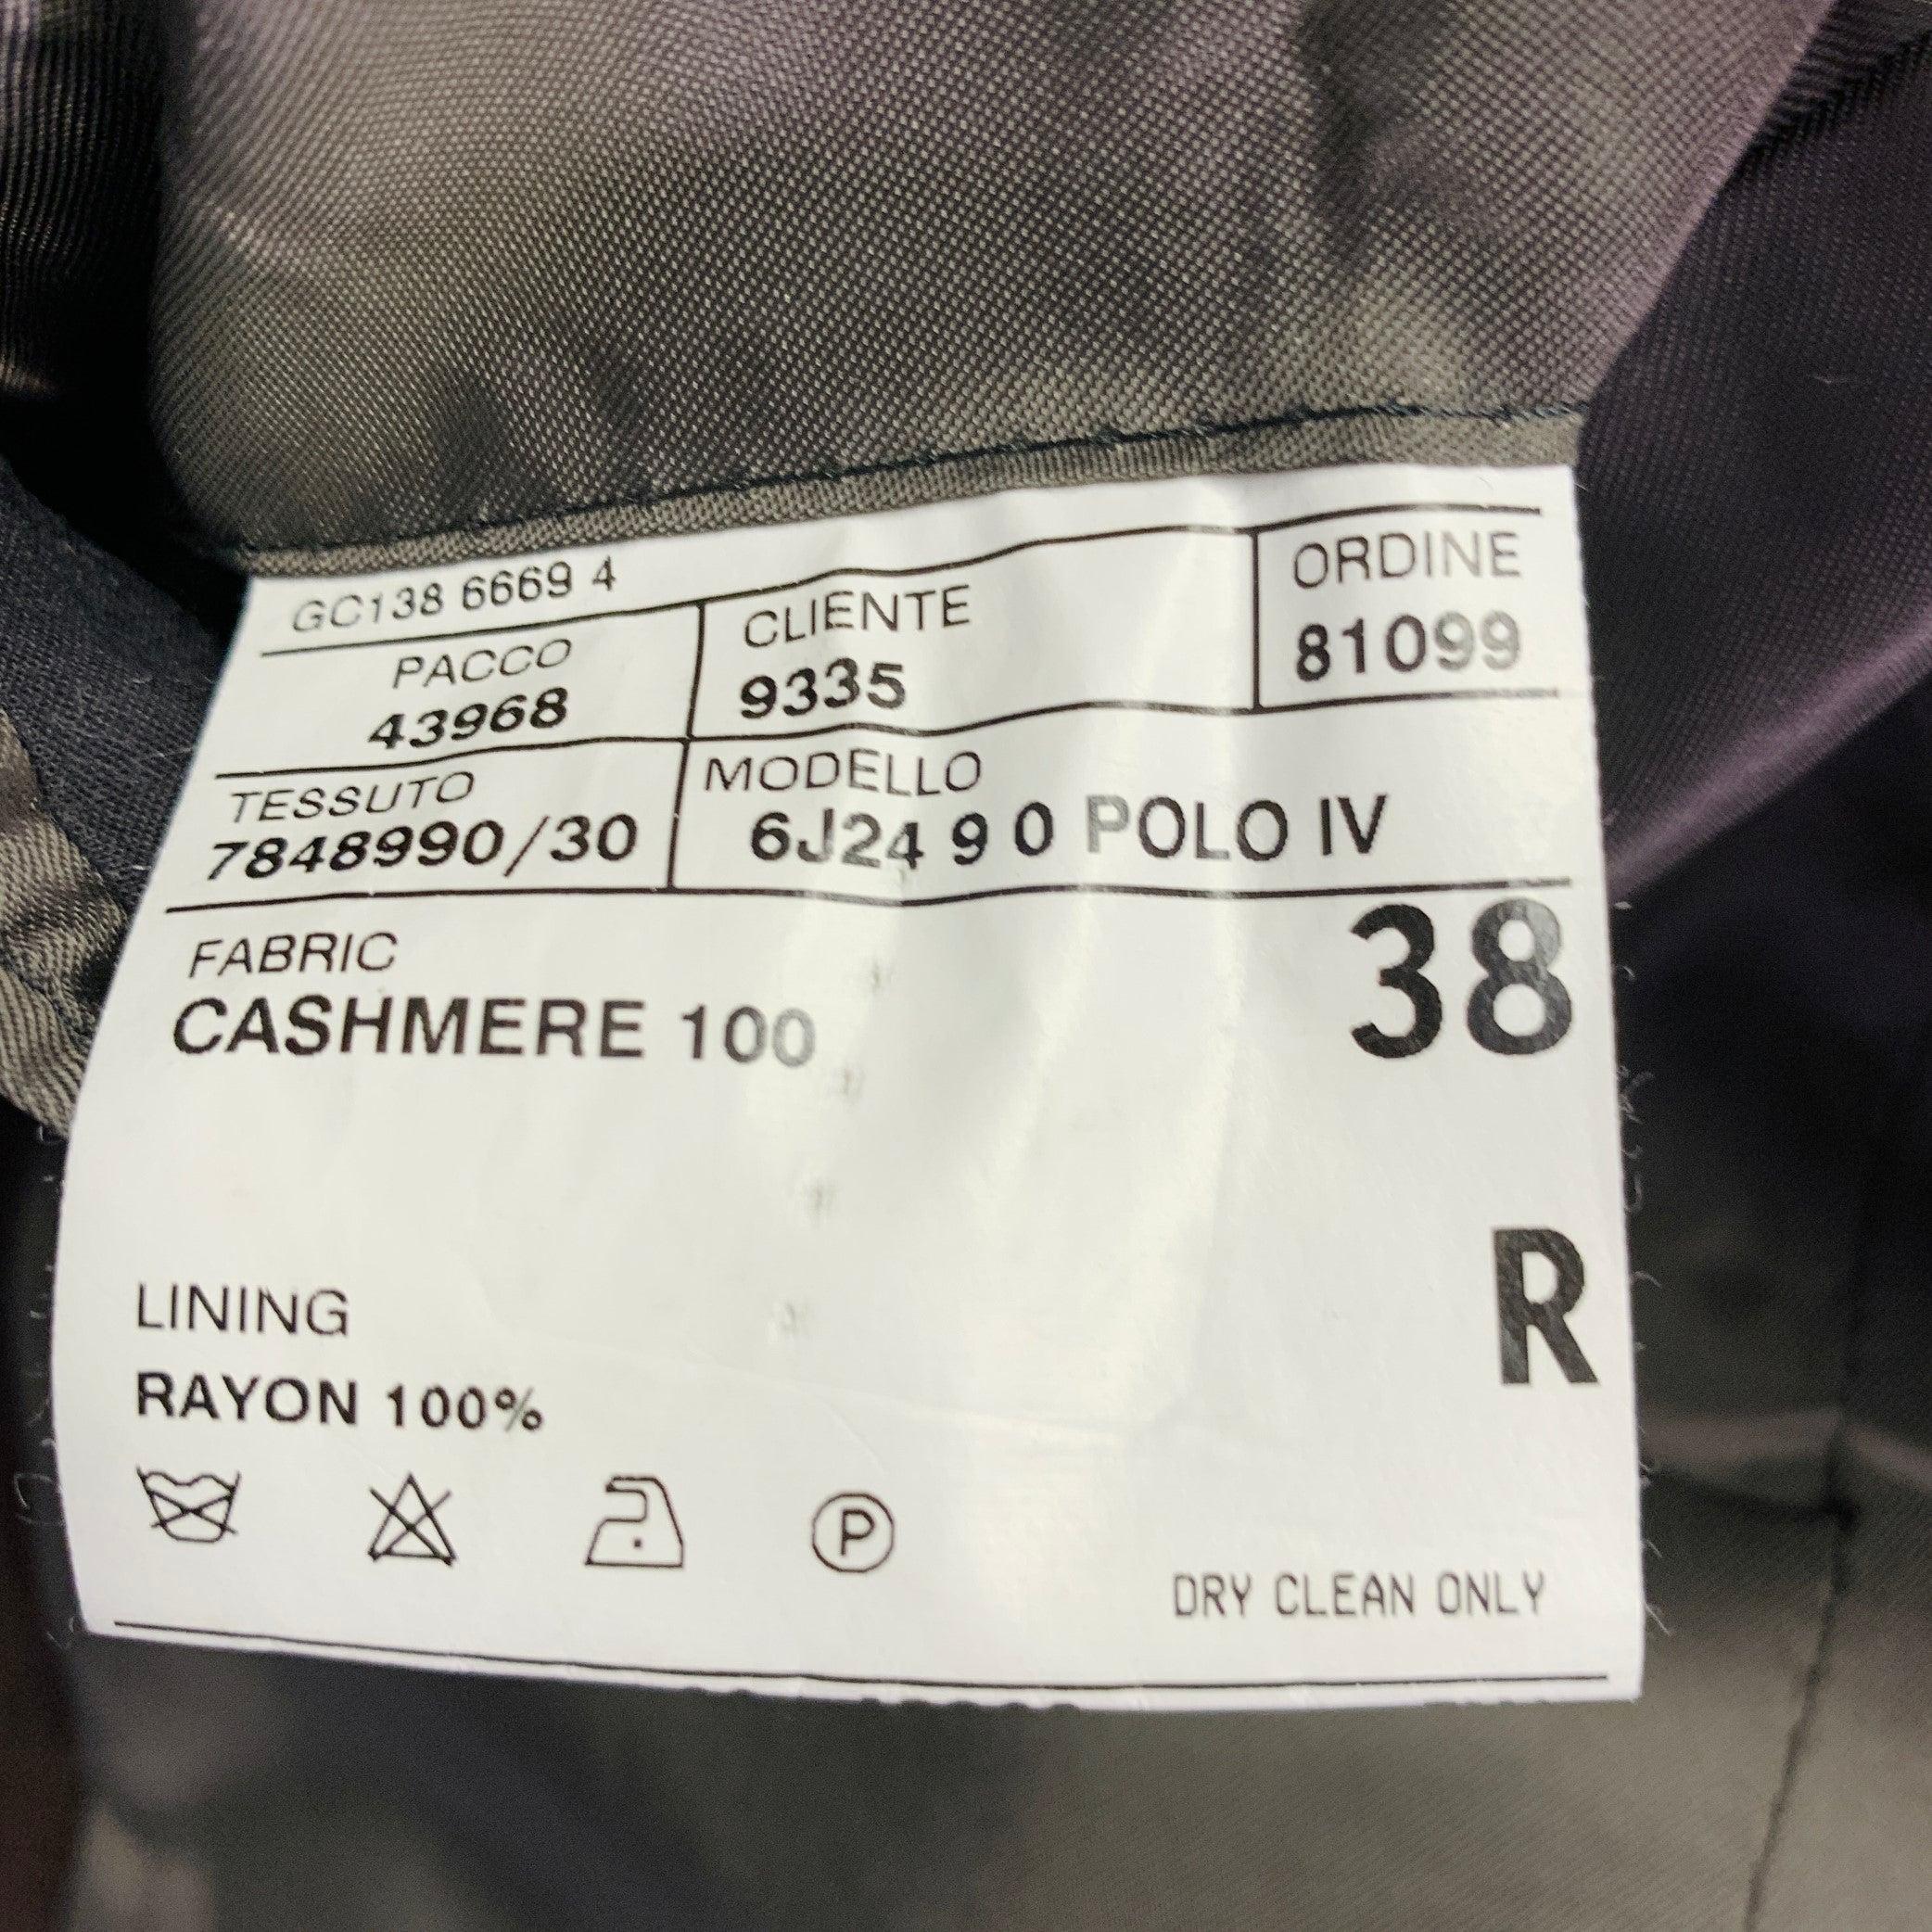 GC138 6669 4
PACCO
43968
CLIENTE
9335
ORDINE
81099
TESSUTO
7848990/30
MODELLO
6J24 9 0 POLO IV
FABRIC
CASHMERE 100
38
R
LINING
RAYON 100%
P
DRY CLEAN ONLY